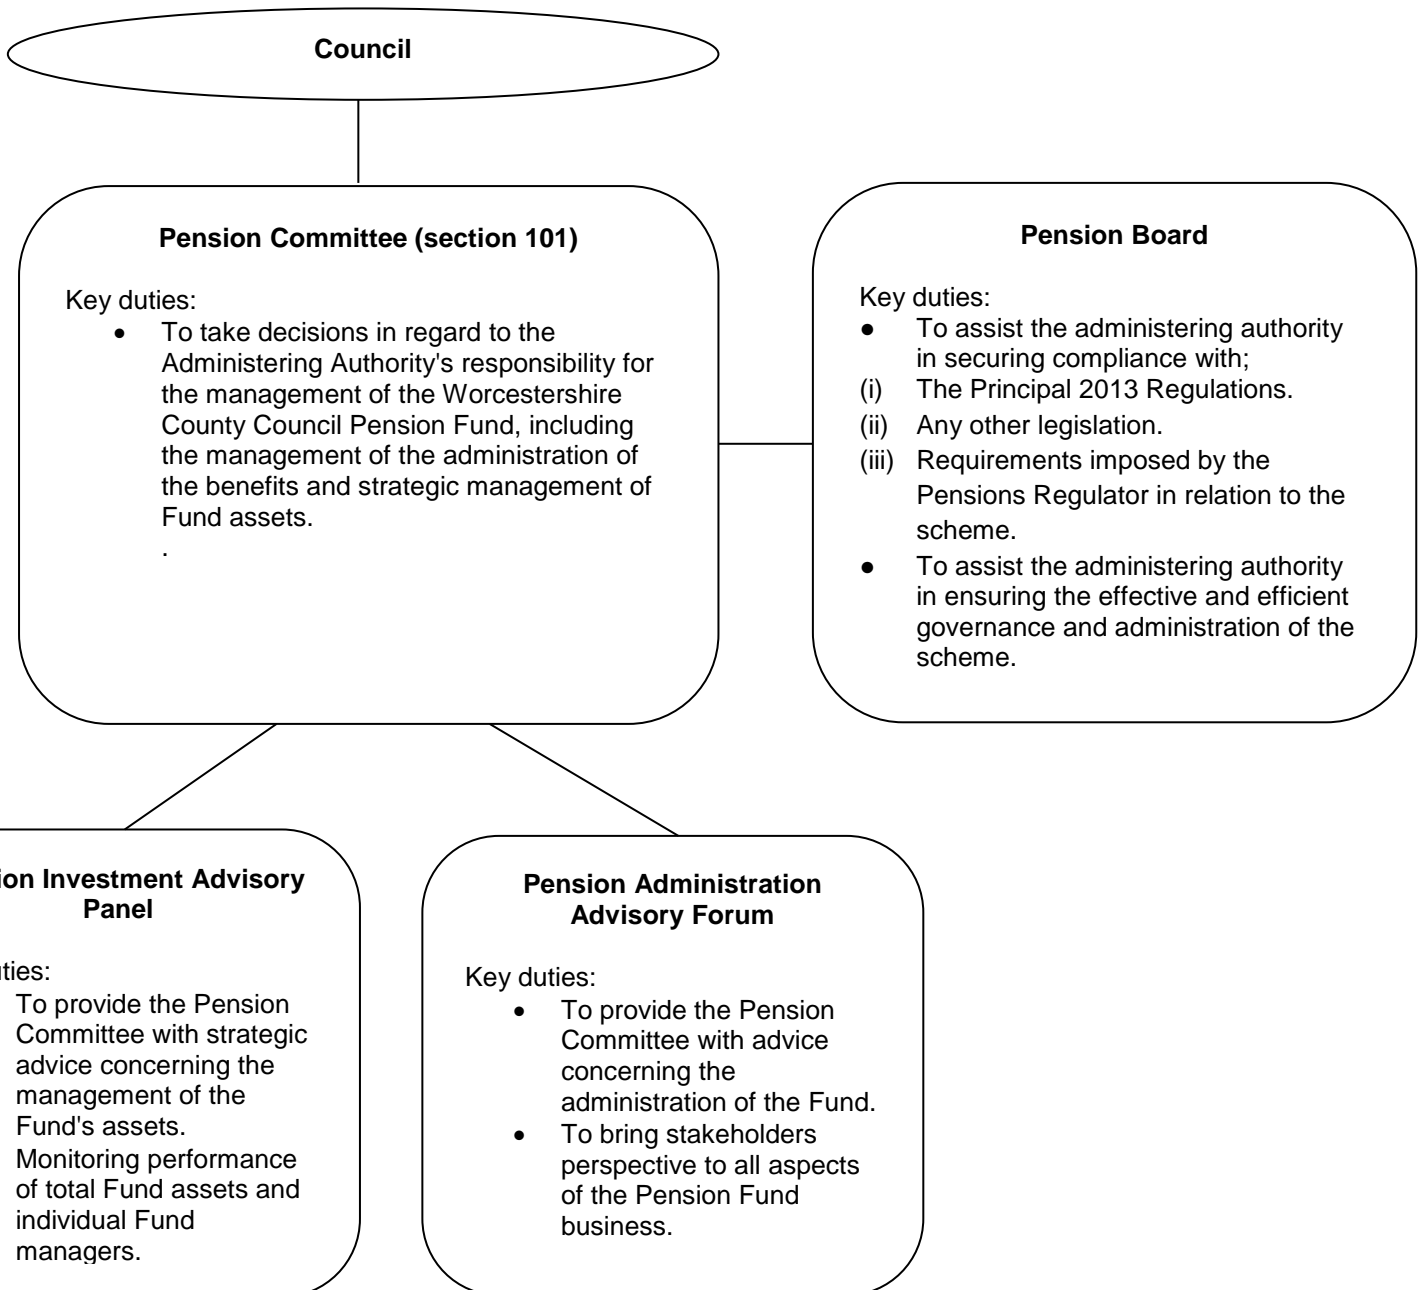 Council
Pension Committee (section 101)
Key duties:
• To take decisions in regard to the
Administering Authority's responsibility for
the management of the Worcestershire
County Council Pension Fund, including
the management of the administration of
the benefits and strategic management of
Fund assets.
.
Pension Board
Key duties:
● To assist the administering authority
in securing compliance with;
(i) The Principal 2013 Regulations.
(ii) Any other legislation.
(iii) Requirements imposed by the
Pensions Regulator in relation to the
scheme.
● To assist the administering authority
in ensuring the effective and efficient
governance and administration of the
scheme.
ion Investment Advisory
Panel
ties:
To provide the Pension
Committee with strategic
advice concerning the
management of the
Fund's assets.
Monitoring performance
of total Fund assets and
individual Fund
managers.
Pension Administration
Advisory Forum
Key duties:
• To provide the Pension
Committee with advice
concerning the
administration of the Fund.
• To bring stakeholders
perspective to all aspects
of the Pension Fund
business.